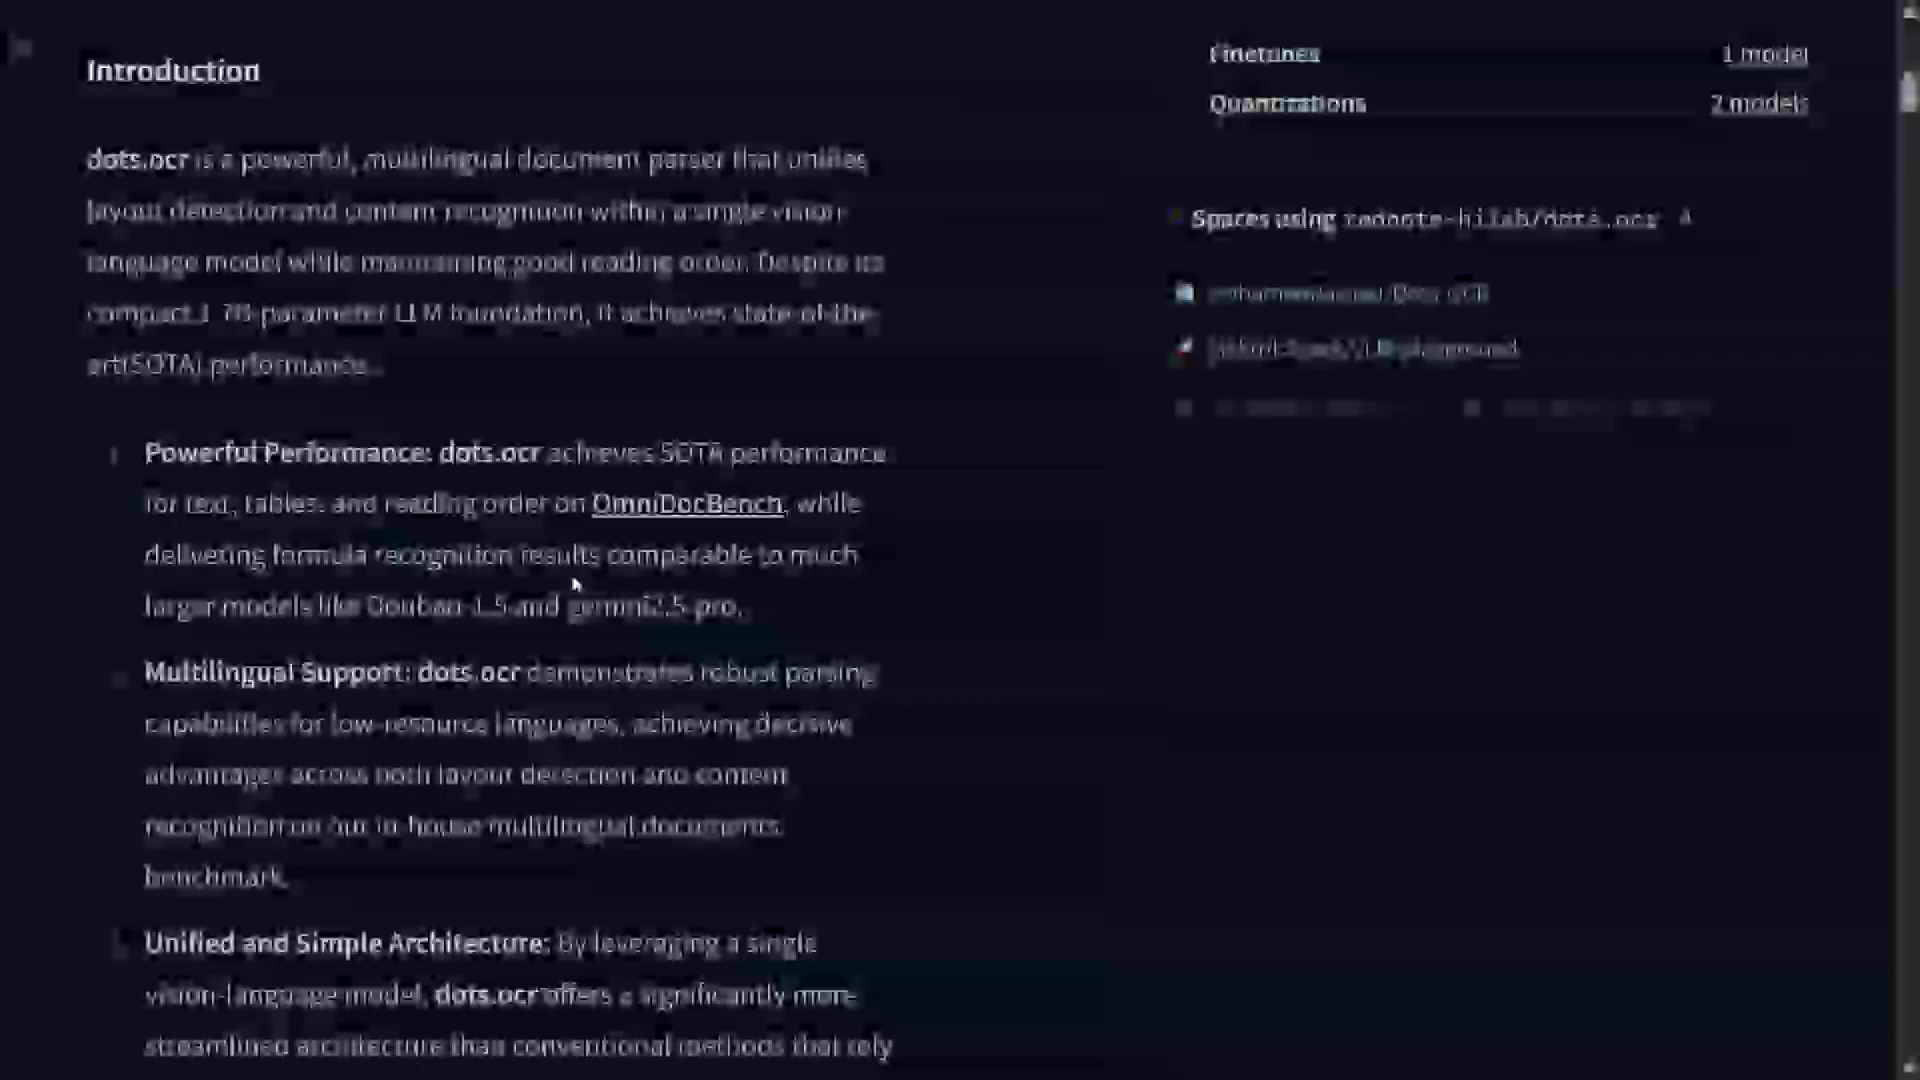 Introduction
dots.ocr is a powerful, multilingual document parser that unifies
layout detection and content recognition within a single vision-
language model while maintaining good reading order. Despite its
compact 1.7B-parameter LLM foundation, it achieves state-of-the-
art(SOTA) performance.
Powerful Performance: dots.ocr achieves SOTA performance
for text, tables, and reading order on OmniDocBench, while
delivering formula recognition results comparable to much
larger models like Doubao-1.5 and gemini2.5-pro.
Multilingual Support: dots.ocr demonstrates robust parsing
capabilities for low-resource languages, achieving decisive
advantages across both layout detection and content
recognition on our in-house multilingual documents
benchmark.
Unified and Simple Architecture: By leveraging a single
vision-language model, dots.ocr offers a significantly more
streamlined architecture than conventional methods that rely
Finetunes 1 model
Quantizations 2 models
Spaces using rednote-hilab/dots.ocr